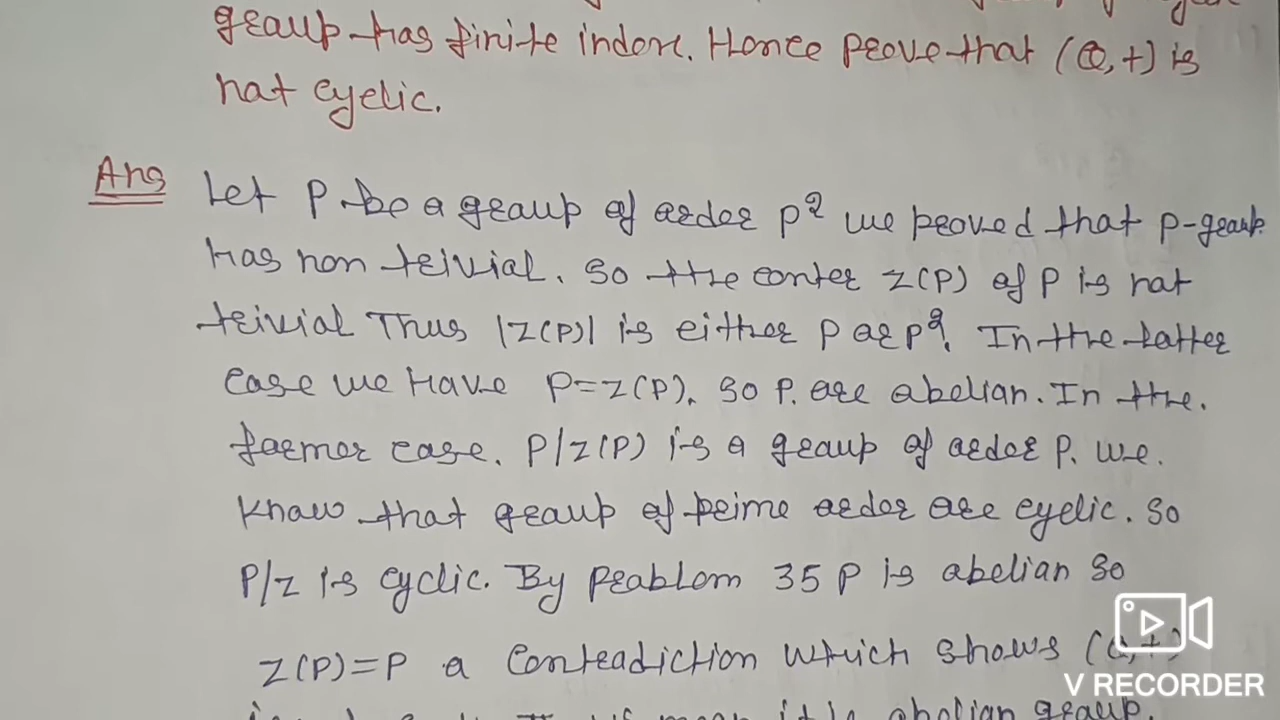 group has finite index. Hence prove that (Q,+) is
not cyclic.
Ans Let P be a group of order p² we proved that p-group
has non trivial. So the center Z(P) of P is not
trivial Thus |Z(P)| is either p or p². In the latter
case we have P=Z(P). So P. are abelian. In the.
former case. P/Z(P) is a group of order P. we.
know that group of prime order are cyclic. So
P/Z is cyclic. By Problem 35 P is abelian so
Z(P)=P a Contradiction which shows (Q,+)
abelian group.
V RECORDER